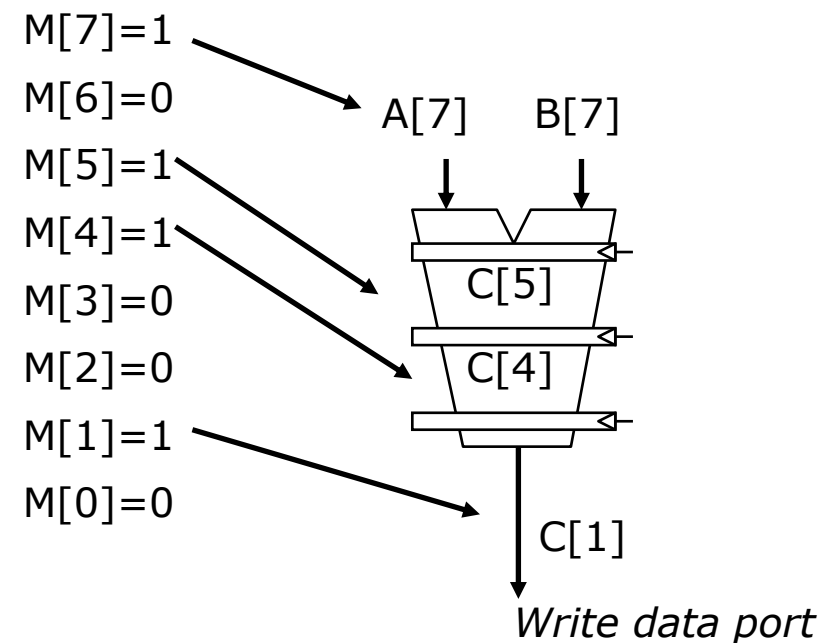 M[7]=1
M[6]=0
M[5]=1
M[4]=1
M[3]=0
M[2]=0
M[1]=1
M[0]=0
A[7] B[7]
C[5]
C[4]
C[1]
Write data port